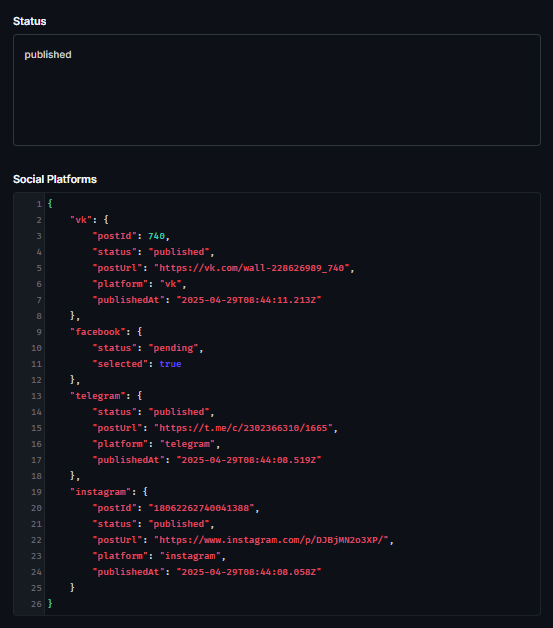 Status
published
Social Platforms
1 {
2 "vk": {
3 "postId": 740,
4 "status": "published",
5 "postUrl": "https://vk.com/wall-228626989_740",
6 "platform": "vk",
7 "publishedAt": "2025-04-29T08:44:11.213Z"
8 },
9 "facebook": {
10 "status": "pending",
11 "selected": true
12 },
13 "telegram": {
14 "status": "published",
15 "postUrl": "https://t.me/c/2302366310/1665",
16 "platform": "telegram",
17 "publishedAt": "2025-04-29T08:44:08.519Z"
18 },
19 "instagram": {
20 "postId": "18062262740041388",
21 "status": "published",
22 "postUrl": "https://www.instagram.com/p/DJBjMN2o3XP/",
23 "platform": "instagram",
24 "publishedAt": "2025-04-29T08:44:08.058Z"
25 }
26 }